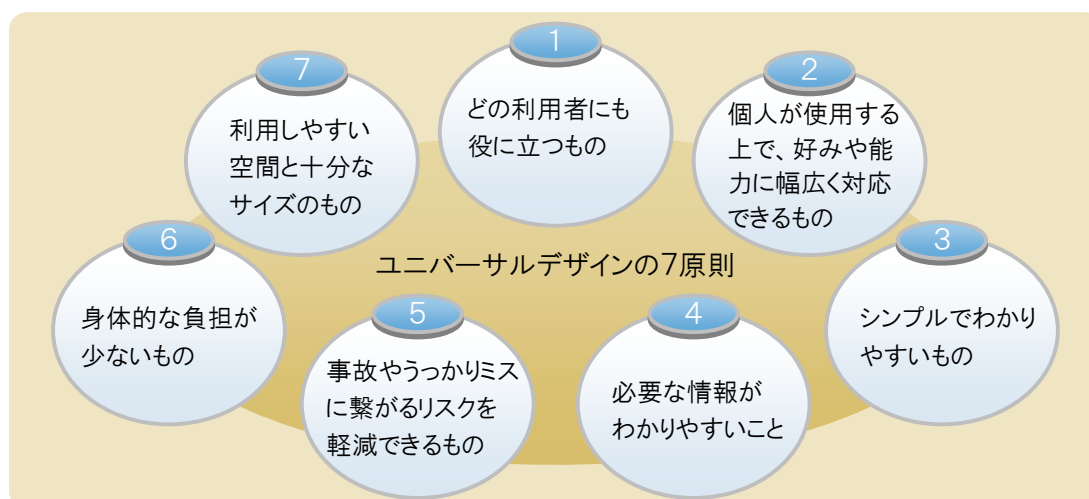 1
どの利用者にも
役に立つもの
2
個人が使用する
上で、好みや能
力に幅広く対応
できるもの
3
シンプルでわかり
やすいもの
4
必要な情報が
わかりやすいこと
5
事故やうっかりミス
に繋がるリスクを
軽減できるもの
6
身体的な負担が
少ないもの
7
利用しやすい
空間と十分な
サイズのもの
ユニバーサルデザインの7原則